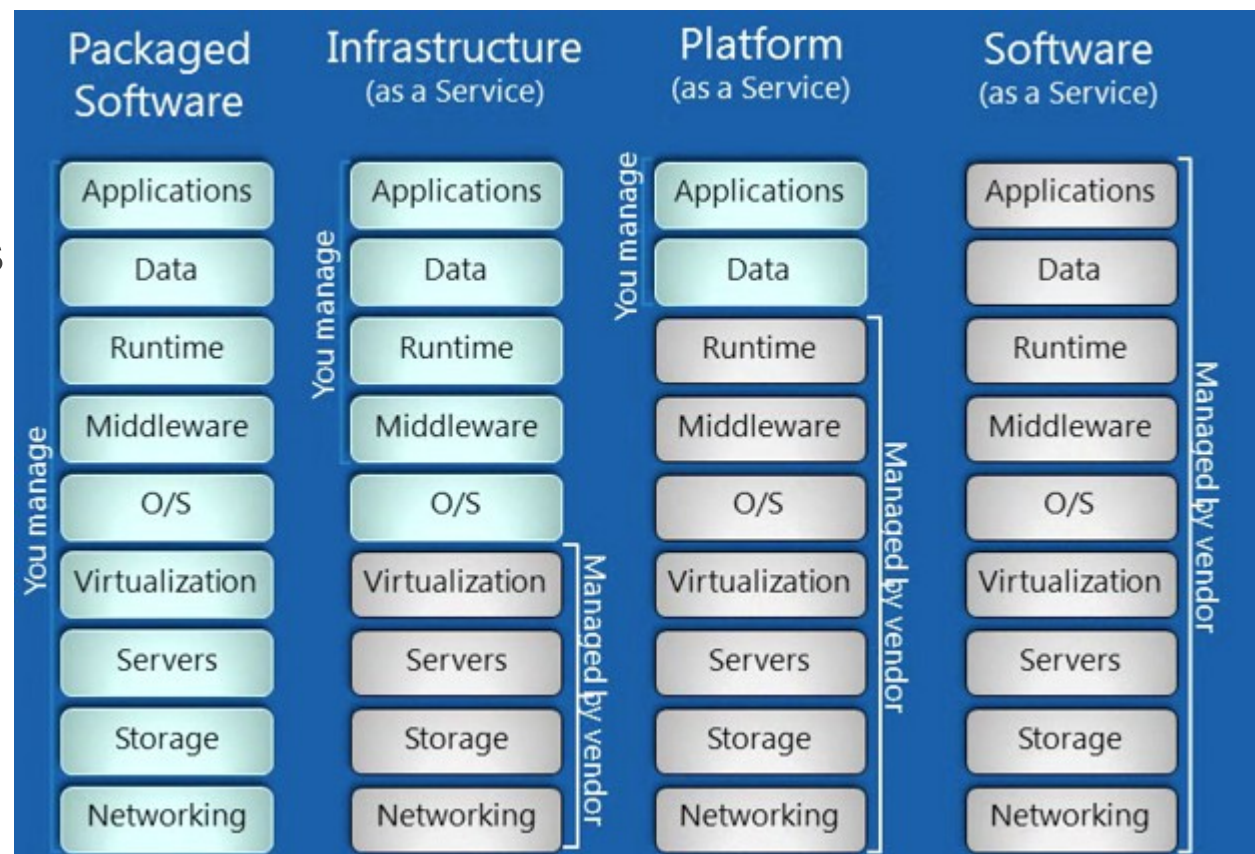 Packaged
Software
Infrastructure
(as a Service)
Platform
(as a Service)
Software
(as a Service)
You manage
Applications
Data
Runtime
Middleware
O/S
Virtualization
Servers
Storage
Networking
You manage
Applications
Data
Runtime
Middleware
O/S
Virtualization
Servers
Storage
Networking
Managed by vendor
You manage
Applications
Data
Runtime
Middleware
O/S
Virtualization
Servers
Storage
Networking
Managed by vendor
Applications
Data
Runtime
Middleware
O/S
Virtualization
Servers
Storage
Networking
Managed by vendor